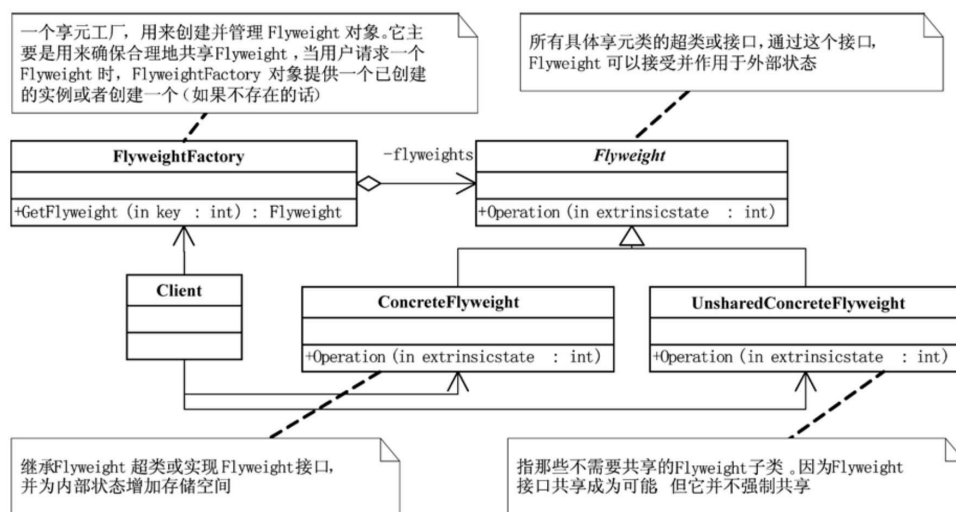 一个享元工厂，用来创建并管理 Flyweight 对象。它主
要是用来确保合理地共享Flyweight，当用户请求一个
Flyweight 时，FlyweightFactory 对象提供一个已创建
的实例或者创建一个（如果不存在的话）
所有具体享元类的超类或接口，通过这个接口，
Flyweight 可以接受并作用于外部状态
FlyweightFactory
+GetFlyweight (in key : int) : Flyweight
-flyweights
Flyweight
+Operation (in extrinsicstate : int)
Client
ConcreteFlyweight
+Operation (in extrinsicstate : int)
UnsharedConcreteFlyweight
+Operation (in extrinsicstate : int)
继承Flyweight 超类或实现 Flyweight 接口，
并为内部状态增加存储空间
指那些不需要共享的Flyweight 子类。因为Flyweight
接口共享成为可能 但它并不强制共享